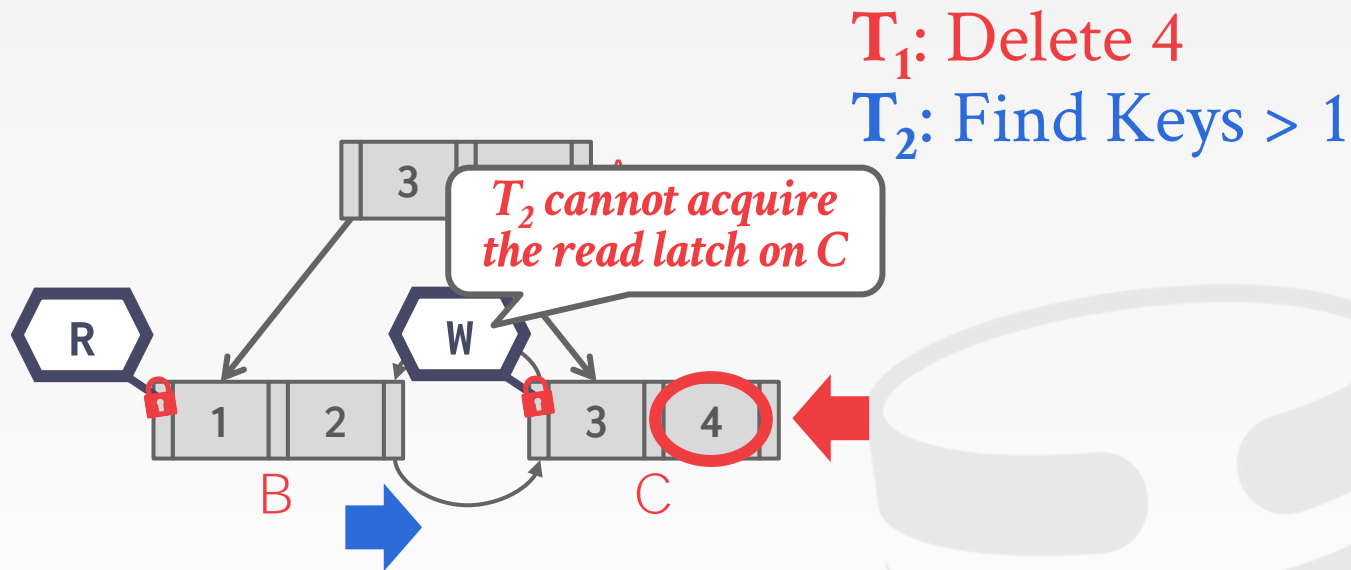 T₁: Delete 4
T₂: Find Keys > 1
3
T₂ cannot acquire
the read latch on C
R
W
1 2
3 4
B
C